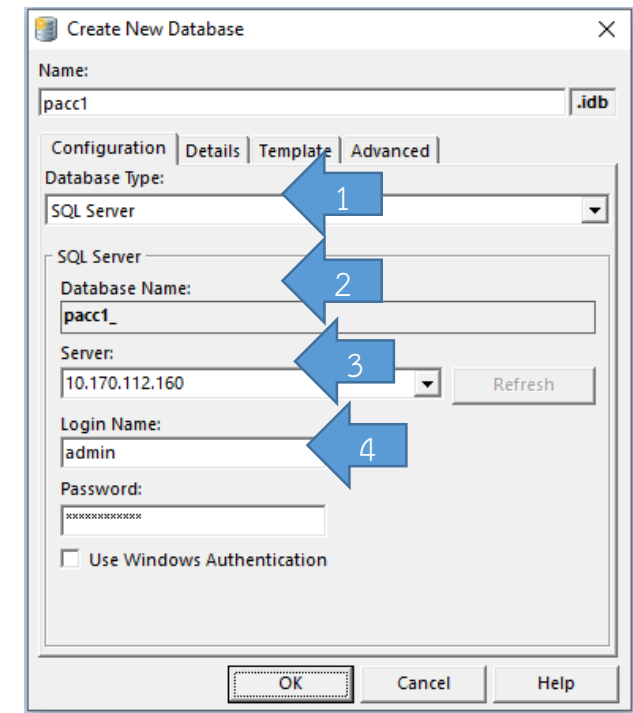 Create New Database
Name:
pacc1 .idb
Configuration Details Template Advanced
Database Type:
1
SQL Server
SQL Server
2
Database Name:
pacc1_
Server:
3
10.170.112.160 Refresh
Login Name:
admin 4
Password:
************
Use Windows Authentication
OK Cancel Help